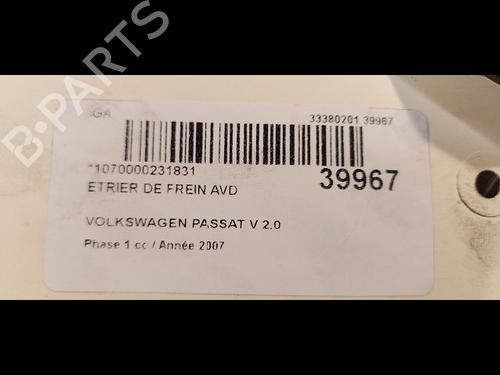 GA
33380201 39967
*1070000231831
ETRIER DE FREIN AVD
39967
VOLKSWAGEN PASSAT V 2.0
Phase 1 cc / Année 2007
B-PARTS